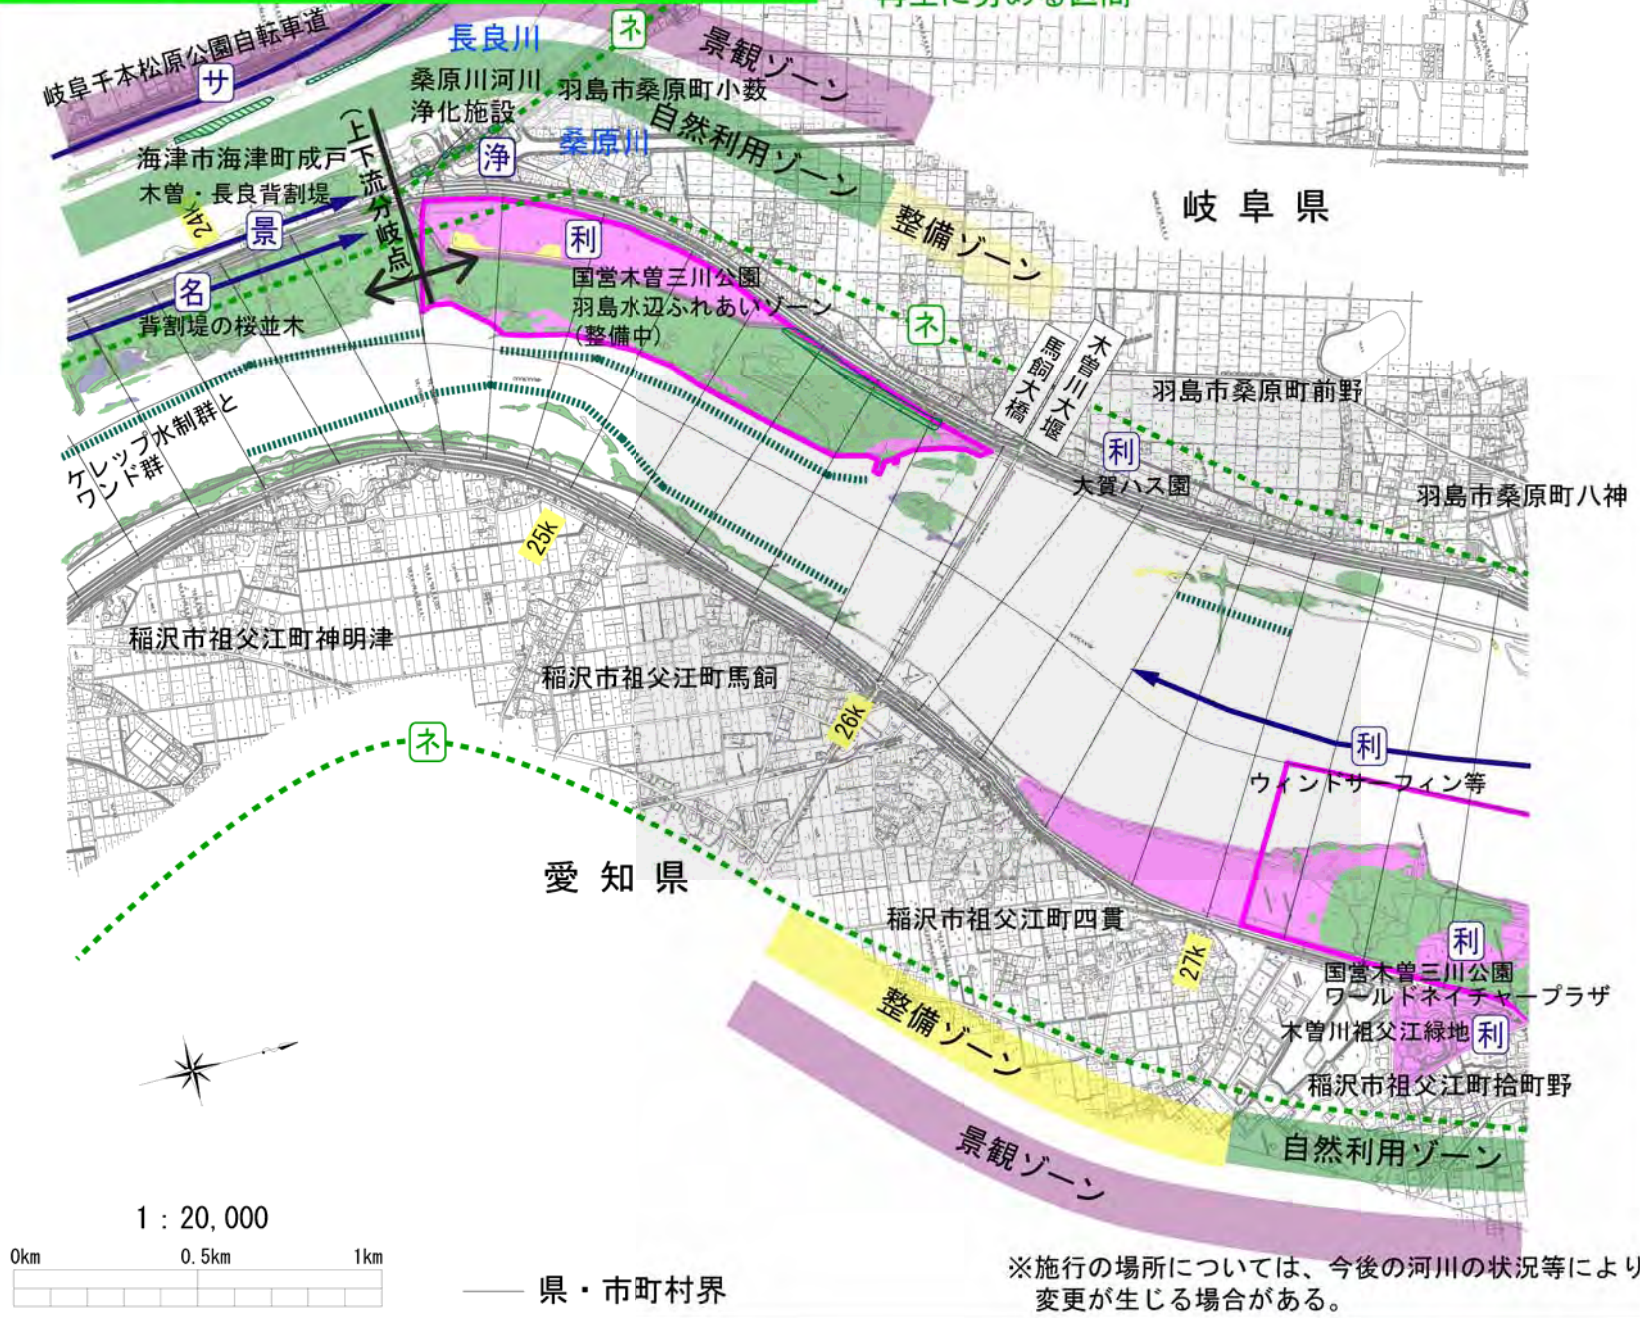 岐阜千本松原公園自転車道
サ
長良川
ネ
景観ゾーン
桑原川河川
浄化施設
羽島市桑原町小薮
桑原川
自然利用ゾーン
浄
(上下流分岐点)
海津市海津町成戸
木曽・長良背割堤
24k
景
名
背割堤の桜並木
利
国営木曽三川公園
羽島水辺ふれあいゾーン
(整備中)
整備ゾーン
岐阜県
ネ
馬飼大橋
木曽川大堰
羽島市桑原町前野
利
大賀ハス園
羽島市桑原町八神
ケレップ水制群と
ワンド群
25k
稲沢市祖父江町神明津
稲沢市祖父江町馬飼
26k
ネ
利
ウィンドサーフィン等
愛知県
稲沢市祖父江町四貫
27k
利
国営木曽三川公園
ワールドネイチャープラザ
木曽川祖父江緑地
利
稲沢市祖父江町拾町野
整備ゾーン
景観ゾーン
自然利用ゾーン
1:20,000
0km 0.5km 1km
県・市町村界
※施行の場所については、今後の河川の状況等により
変更が生じる場合がある。